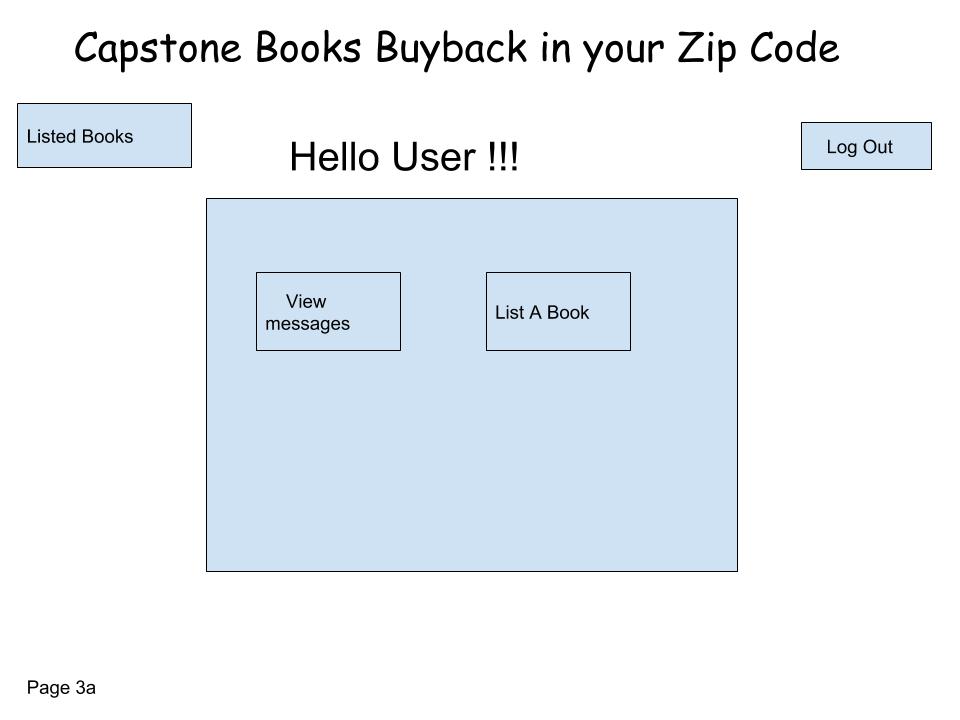 Capstone Books Buyback in your Zip Code
Listed Books
Hello User !!!
Log Out
View
messages
List A Book
Page 3a